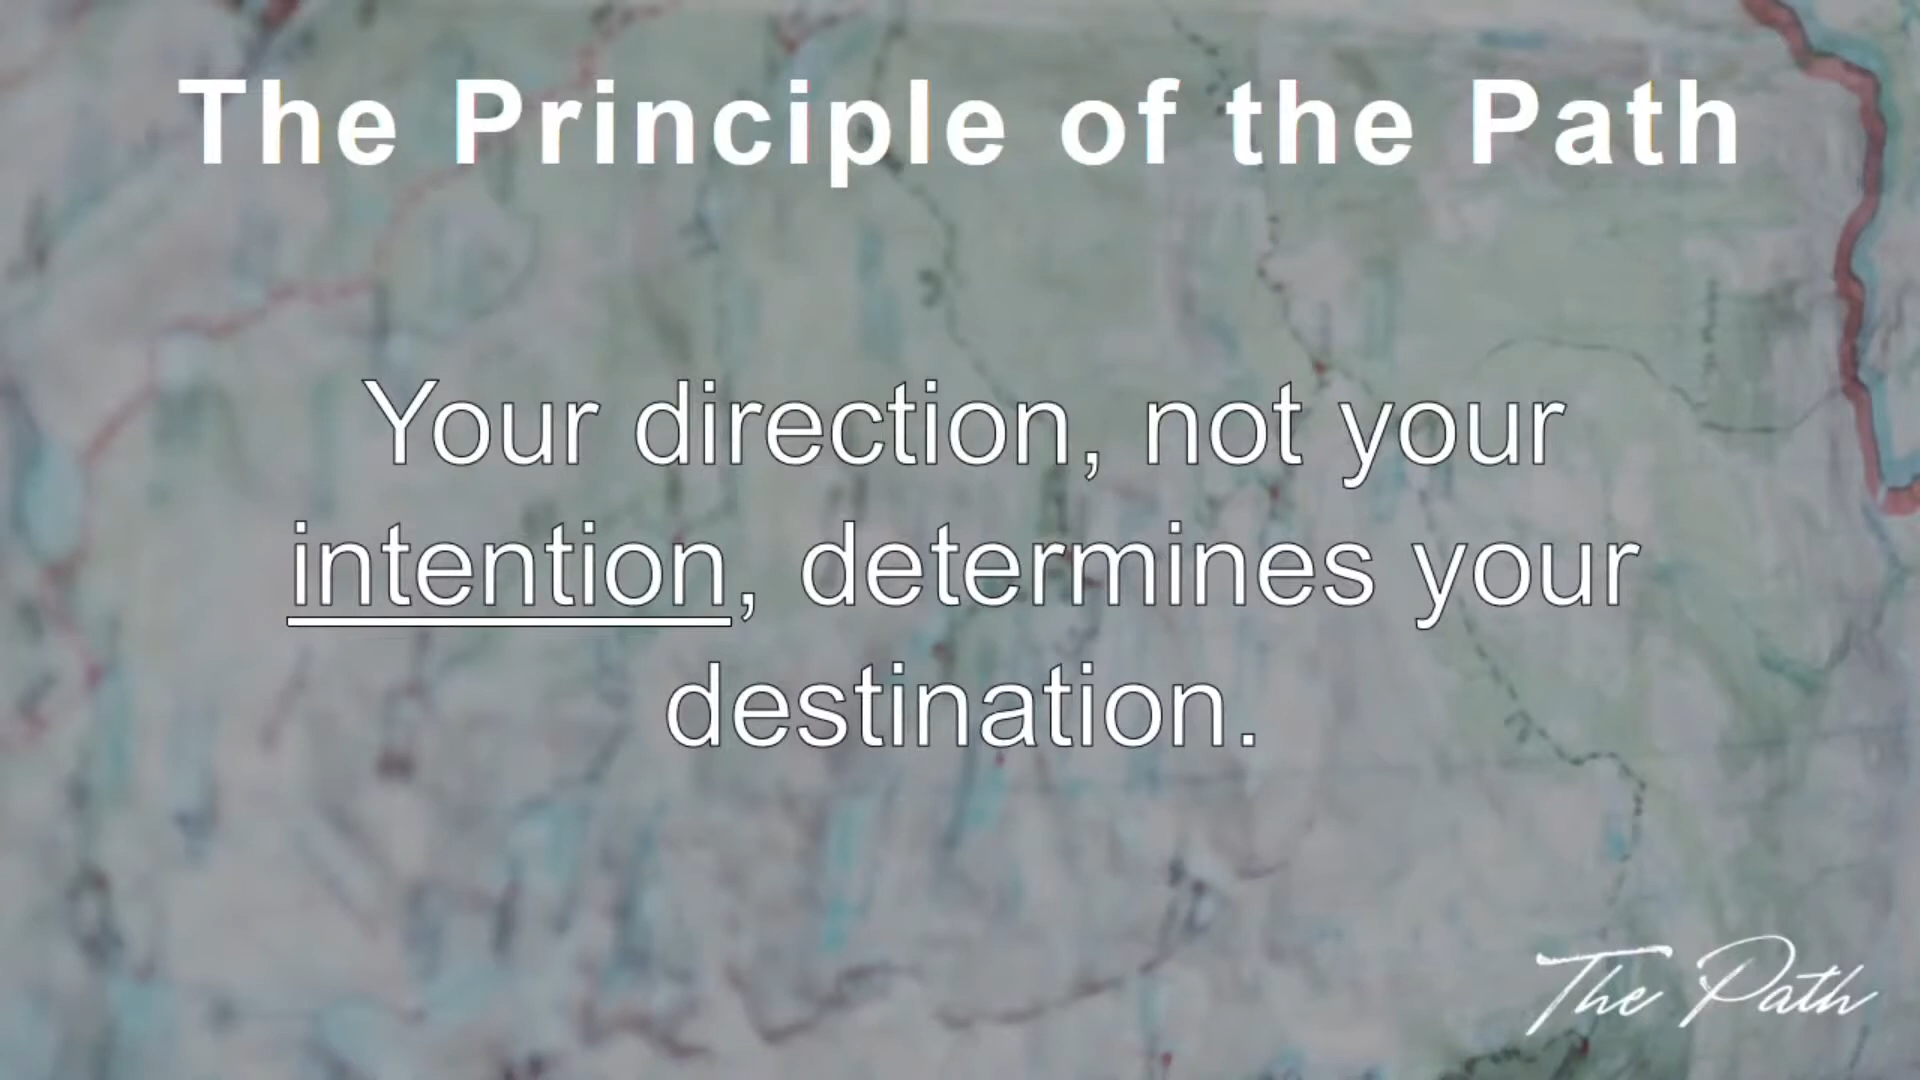 The Principle of the Path
Your direction, not your
intention, determines your
destination.
The Path